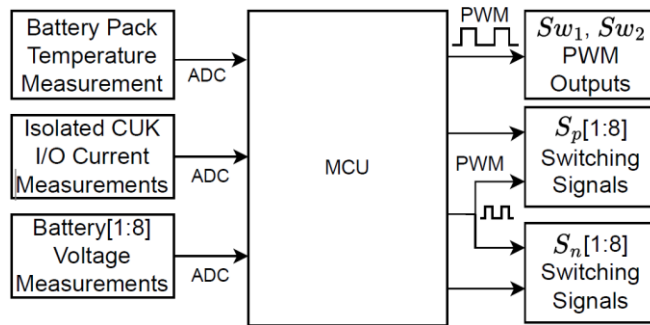 Battery Pack
Temperature
Measurement
ADC
Isolated CUK
I/O Current
Measurements
ADC
Battery[1:8]
Voltage
Measurements
ADC
MCU
PWM
Sw₁, Sw₂
PWM
Outputs
PWM
Sₚ[1:8]
Switching
Signals
Sₙ[1:8]
Switching
Signals